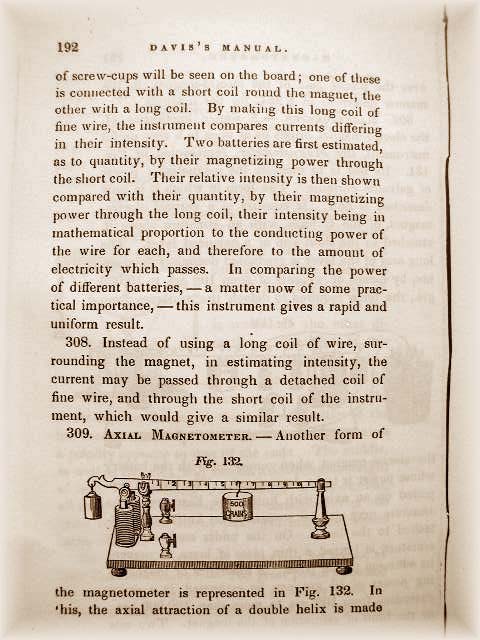 192 DAVIS'S MANUAL.
of screw-cups will be seen on the board; one of these
is connected with a short coil round the magnet, the
other with a long coil. By making this long coil of
fine wire, the instrument compares currents differing
in their intensity. Two batteries are first estimated,
as to quantity, by their magnetizing power through
the short coil. Their relative intensity is then shown
compared with their quantity, by their magnetizing
power through the long coil, their intensity being in
mathematical proportion to the conducting power of
the wire for each, and therefore to the amount of
electricity which passes. In comparing the power
of different batteries, — a matter now of some prac-
tical importance, — this instrument gives a rapid and
uniform result.
308. Instead of using a long coil of wire, sur-
rounding the magnet, in estimating intensity, the
current may be passed through a detached coil of
fine wire, and through the short coil of the instru-
ment, which would give a similar result.
309. AXIAL MAGNETOMETER. — Another form of
Fig. 132.
500
GRAINS
the magnetometer is represented in Fig. 132. In
'his, the axial attraction of a double helix is made